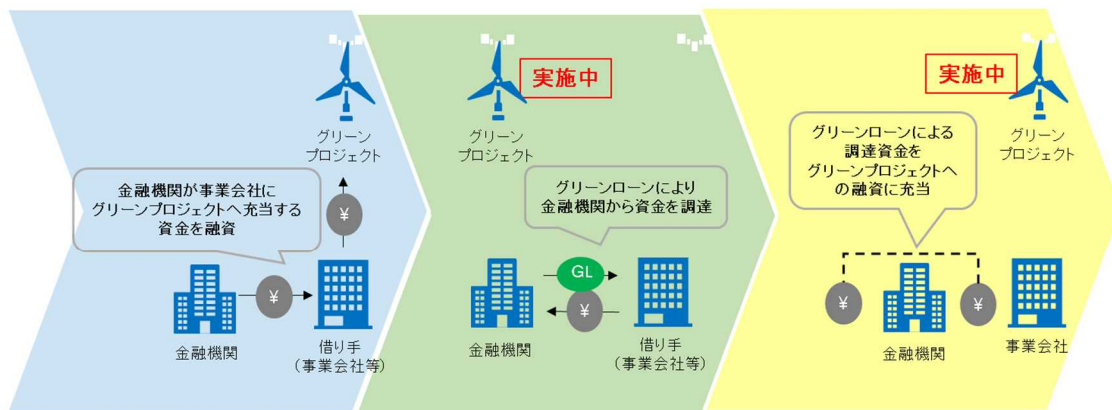 グリーン
プロジェクト
金融機関が事業会社に
グリーンプロジェクトへ充当する
資金を融資
¥
¥
金融機関
借り手
(事業会社等)
実施中
グリーン
プロジェクト
グリーンローンにより
金融機関から資金を調達
GL
¥
金融機関
借り手
(事業会社等)
実施中
グリーン
プロジェクト
グリーンローンによる
調達資金を
グリーンプロジェクトへ
の融資に充当
¥
¥
金融機関
事業会社